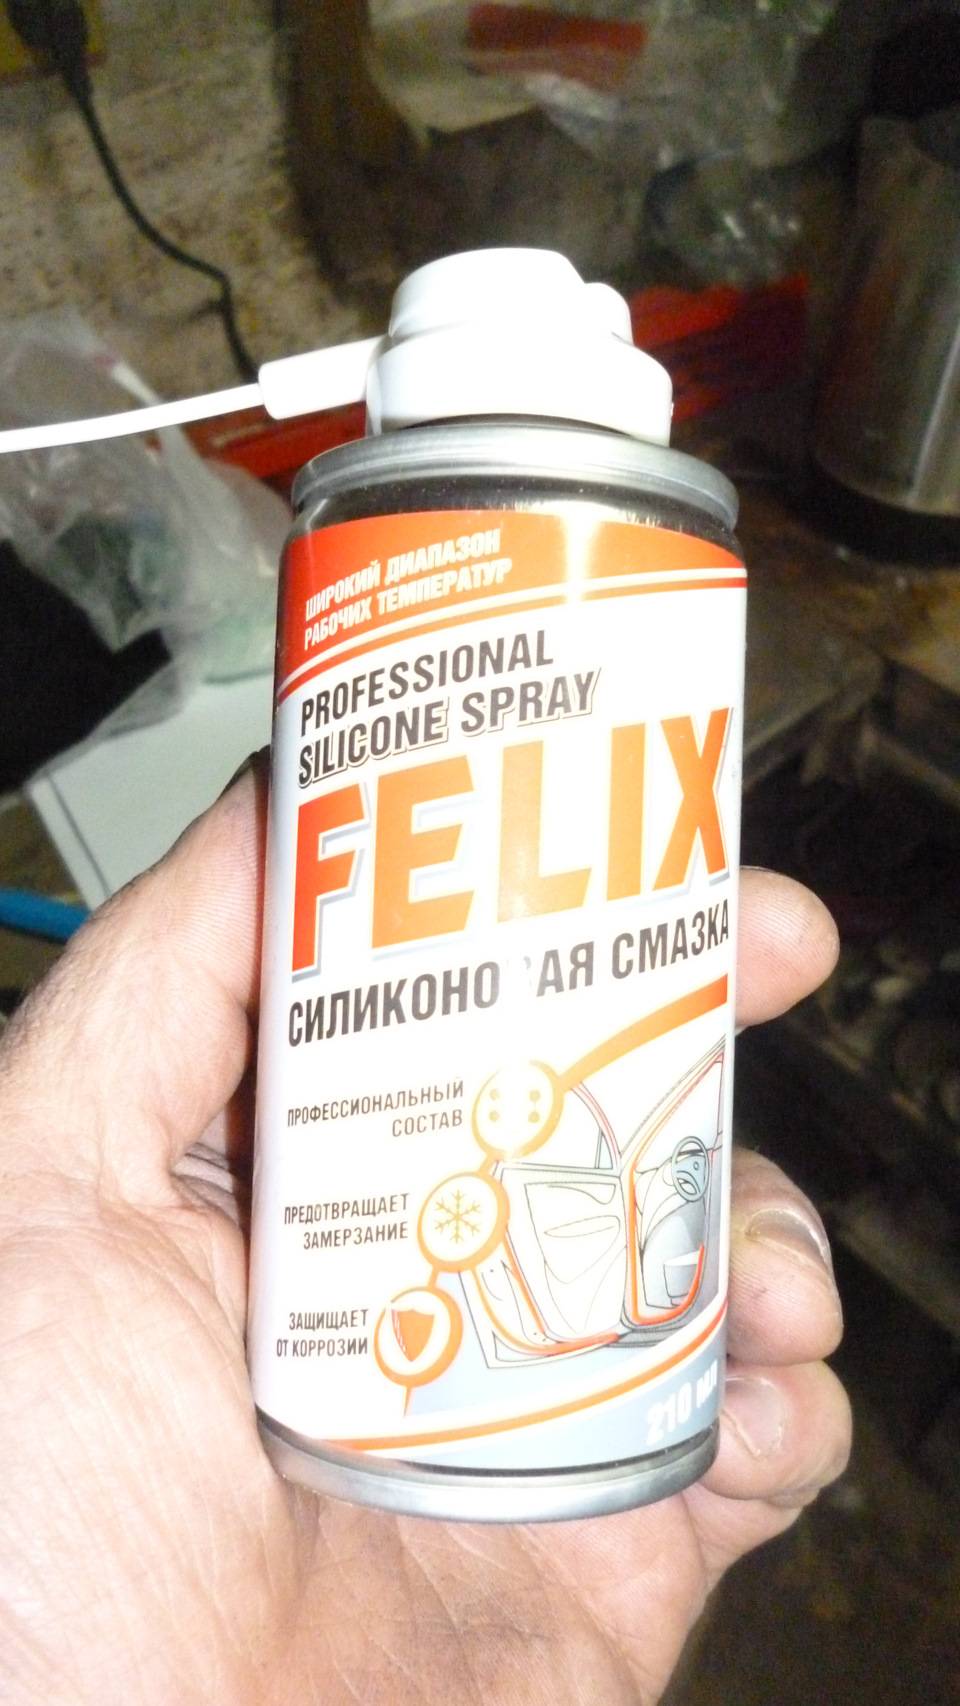 ШИРОКИЙ ДИАПАЗОН
РАБОЧИХ ТЕМПЕРАТУР
PROFESSIONAL
SILICONE SPRAY
FELIX
СИЛИКОНОВАЯ СМАЗКА
ПРОФЕССИОНАЛЬНЫЙ
СОСТАВ
ПРЕДОТВРАЩАЕТ
ЗАМЕРЗАНИЕ
ЗАЩИЩАЕТ
ОТ КОРРОЗИИ
210 мл